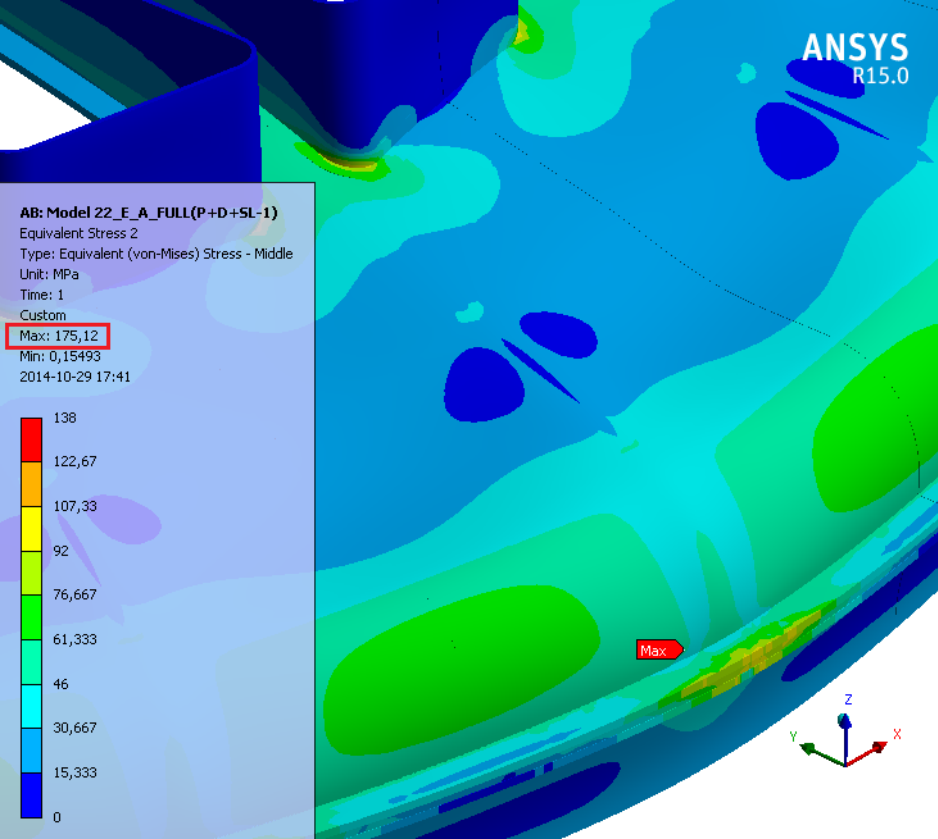 ANSYS
R15.0
AB: Model 22_E_A_FULL(P+D+SL-1)
Equivalent Stress 2
Type: Equivalent (von-Mises) Stress - Middle
Unit: MPa
Time: 1
Custom
Max: 175,12
Min: 0,15493
2014-10-29 17:41
138
122,67
107,33
92
76,667
61,333
46
30,667
15,333
0
Max
Z
Y
X